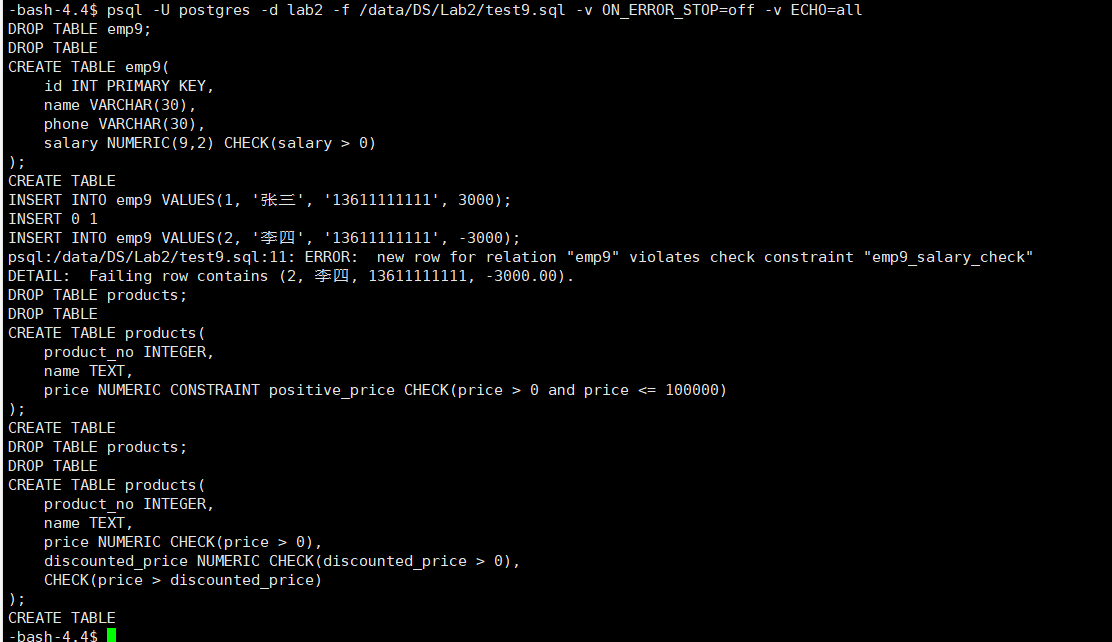 -bash-4.4$ psql -U postgres -d lab2 -f /data/DS/Lab2/test9.sql -v ON_ERROR_STOP=off -v ECHO=all
DROP TABLE emp9;
DROP TABLE
CREATE TABLE emp9(
    id INT PRIMARY KEY,
    name VARCHAR(30),
    phone VARCHAR(30),
    salary NUMERIC(9,2) CHECK(salary > 0)
);
CREATE TABLE
INSERT INTO emp9 VALUES(1, '张三', '13611111111', 3000);
INSERT 0 1
INSERT INTO emp9 VALUES(2, '李四', '13611111111', -3000);
psql:/data/DS/Lab2/test9.sql:11: ERROR:  new row for relation "emp9" violates check constraint "emp9_salary_check"
DETAIL:  Failing row contains (2, 李四, 13611111111, -3000.00).
DROP TABLE products;
DROP TABLE
CREATE TABLE products(
    product_no INTEGER,
    name TEXT,
    price NUMERIC CONSTRAINT positive_price CHECK(price > 0 and price <= 100000)
);
CREATE TABLE
DROP TABLE products;
DROP TABLE
CREATE TABLE products(
    product_no INTEGER,
    name TEXT,
    price NUMERIC CHECK(price > 0),
    discounted_price NUMERIC CHECK(discounted_price > 0),
    CHECK(price > discounted_price)
);
CREATE TABLE
-bash-4.4$